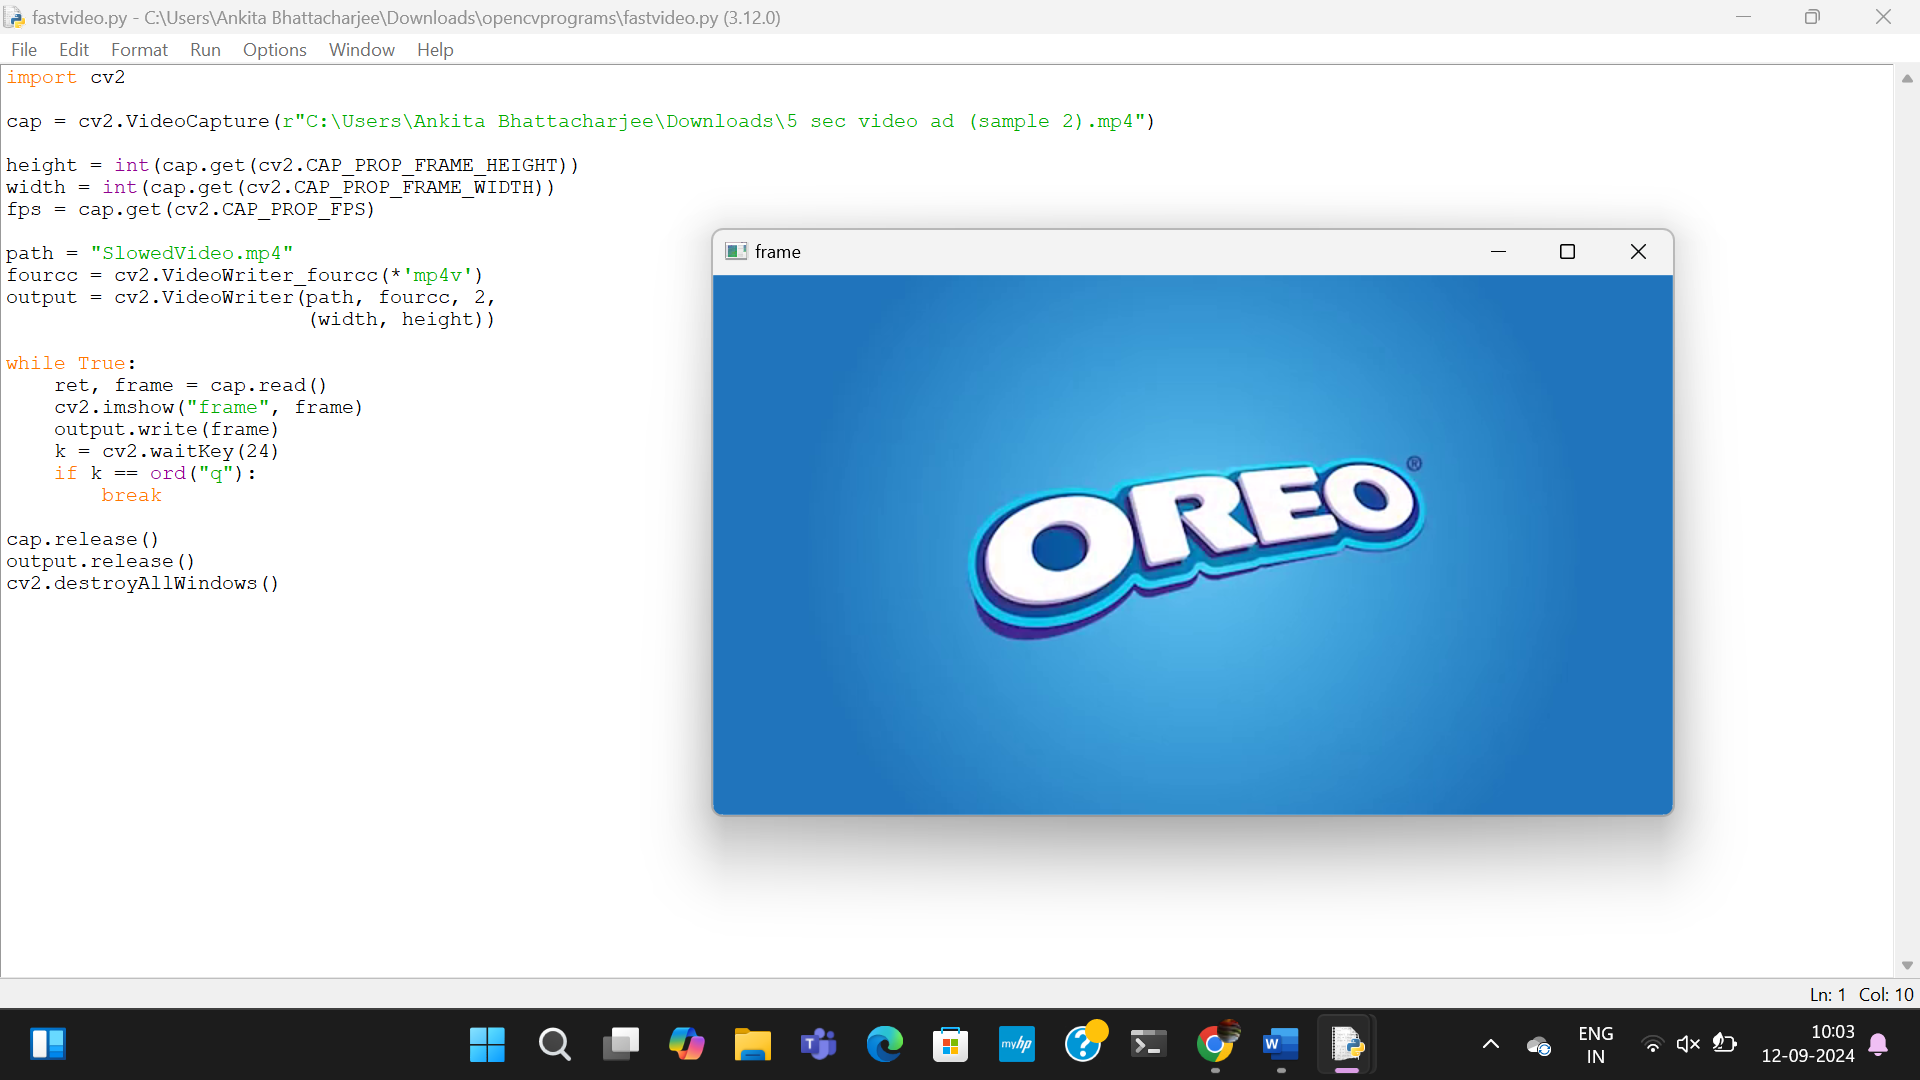 fastvideo.py - C:\Users\Ankita Bhattacharjee\Downloads\opencvprograms\fastvideo.py (3.12.0)
File Edit Format Run Options Window Help
import cv2
cap = cv2.VideoCapture(r"C:\Users\Ankita Bhattacharjee\Downloads\5 sec video ad (sample 2).mp4")
height = int(cap.get(cv2.CAP_PROP_FRAME_HEIGHT))
width = int(cap.get(cv2.CAP_PROP_FRAME_WIDTH))
fps = cap.get(cv2.CAP_PROP_FPS)
path = "SlowedVideo.mp4"
fourcc = cv2.VideoWriter_fourcc(*'mp4v')
output = cv2.VideoWriter(path, fourcc, 2,
(width, height))
while True:
    ret, frame = cap.read()
    cv2.imshow("frame", frame)
    output.write(frame)
    k = cv2.waitKey(24)
    if k == ord("q"):
        break
cap.release()
output.release()
cv2.destroyAllWindows()
frame
OREO®
Ln: 1 Col: 10
T
myhp
?
W
ENG
IN
10:03
12-09-2024